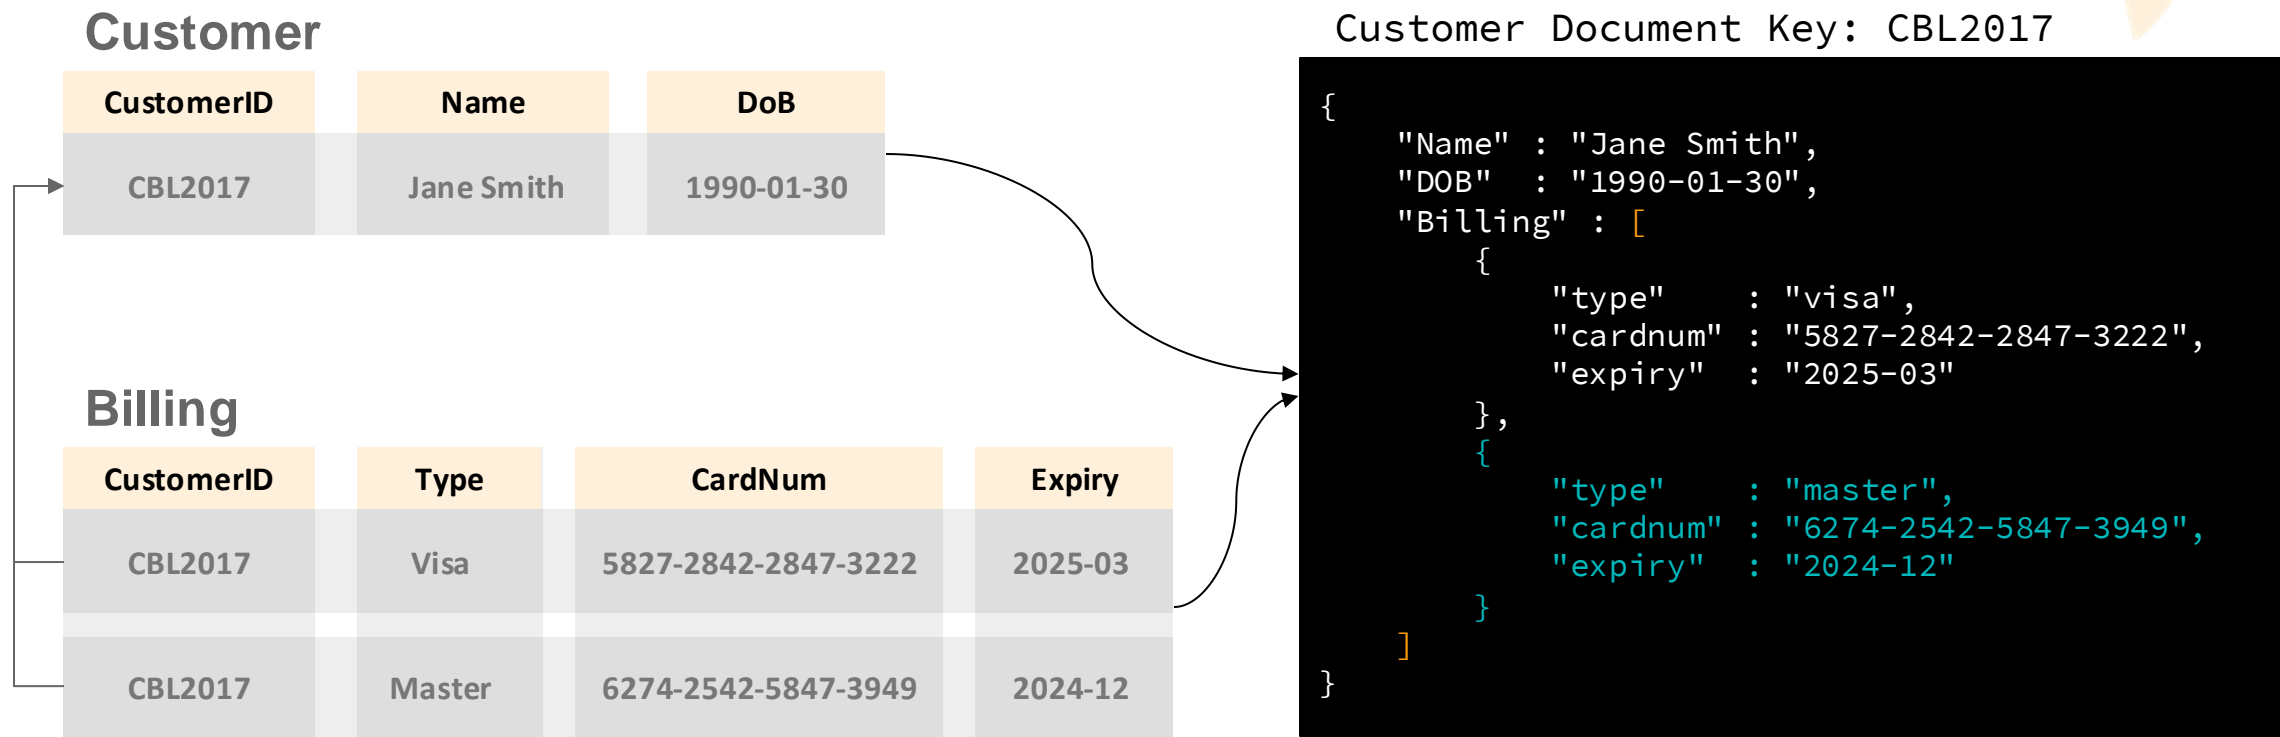 Customer
CustomerID Name DoB
CBL2017 Jane Smith 1990-01-30
Billing
CustomerID Type CardNum Expiry
CBL2017 Visa 5827-2842-2847-3222 2025-03
CBL2017 Master 6274-2542-5847-3949 2024-12
Customer Document Key: CBL2017
{
"Name" : "Jane Smith",
"DOB" : "1990-01-30",
"Billing" : [
{
"type" : "visa",
"cardnum" : "5827-2842-2847-3222",
"expiry" : "2025-03"
},
{
"type" : "master",
"cardnum" : "6274-2542-5847-3949",
"expiry" : "2024-12"
}
]
}